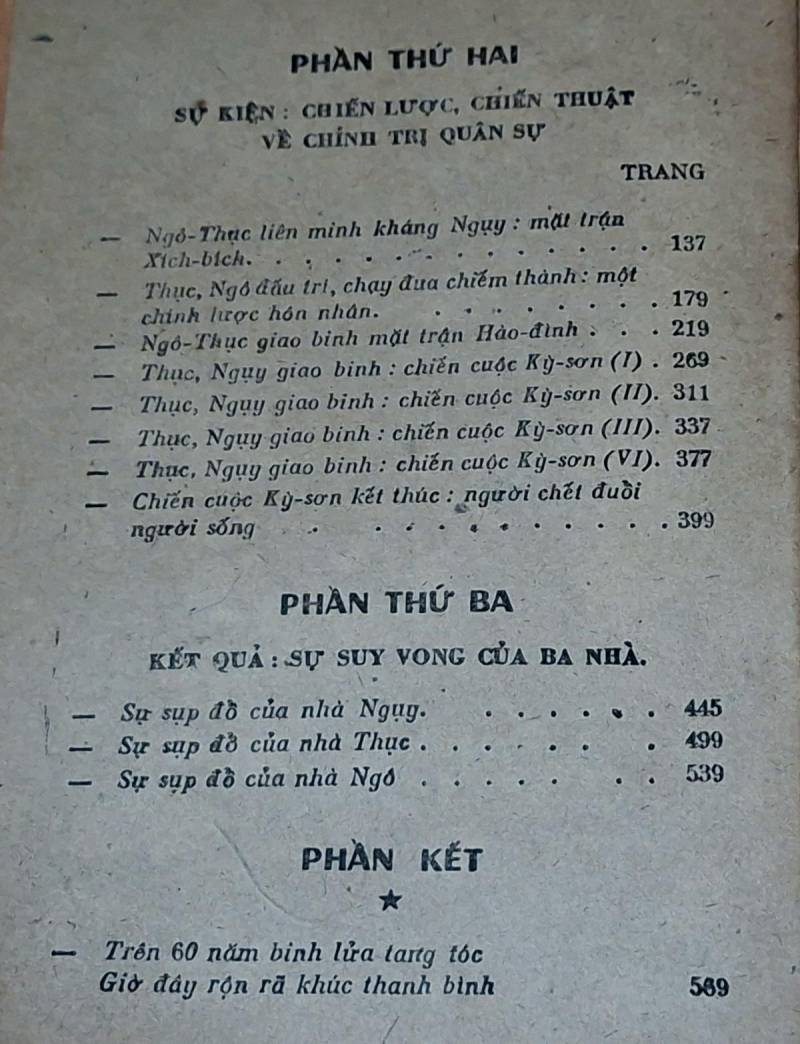 PHẦN THỨ HAI
SỰ KIỆN : CHIẾN LƯỢC, CHIẾN THUẬT
VỀ CHÍNH TRỊ QUÂN SỰ
TRANG
— Ngô-Thục liên minh kháng Ngụy : mặt trận
Xích-bích. . . . . . . . . . . . . 137
— Thục, Ngô đấu trí, chạy đua chiếm thành : một
chính lược hôn nhân. . . . . . . . . 179
— Ngô-Thục giao binh mặt trận Hào-đình . . . 219
— Thục, Ngụy giao binh : chiến cuộc Kỳ-sơn (I) . 269
— Thục, Ngụy giao binh : chiến cuộc Kỳ-sơn (II). 311
— Thục, Ngụy giao binh : chiến cuộc Kỳ-sơn (III). 337
— Thục, Ngụy giao binh : chiến cuộc Kỳ-sơn (VI). 377
— Chiến cuộc Kỳ-sơn kết thúc : người chết đuổi
người sống . . . . . . . . . . . 399
PHẦN THỨ BA
KẾT QUẢ : SỰ SUY VONG CỦA BA NHÀ.
— Sự sụp đổ của nhà Ngụy. . . . . . . 445
— Sự sụp đổ của nhà Thục . . . . . . . 499
— Sự sụp đổ của nhà Ngô . . . . . . . 539
PHẦN KẾT
★
— Trên 60 năm binh lửa tang tóc
Giờ đây rộn rã khúc thanh bình 569